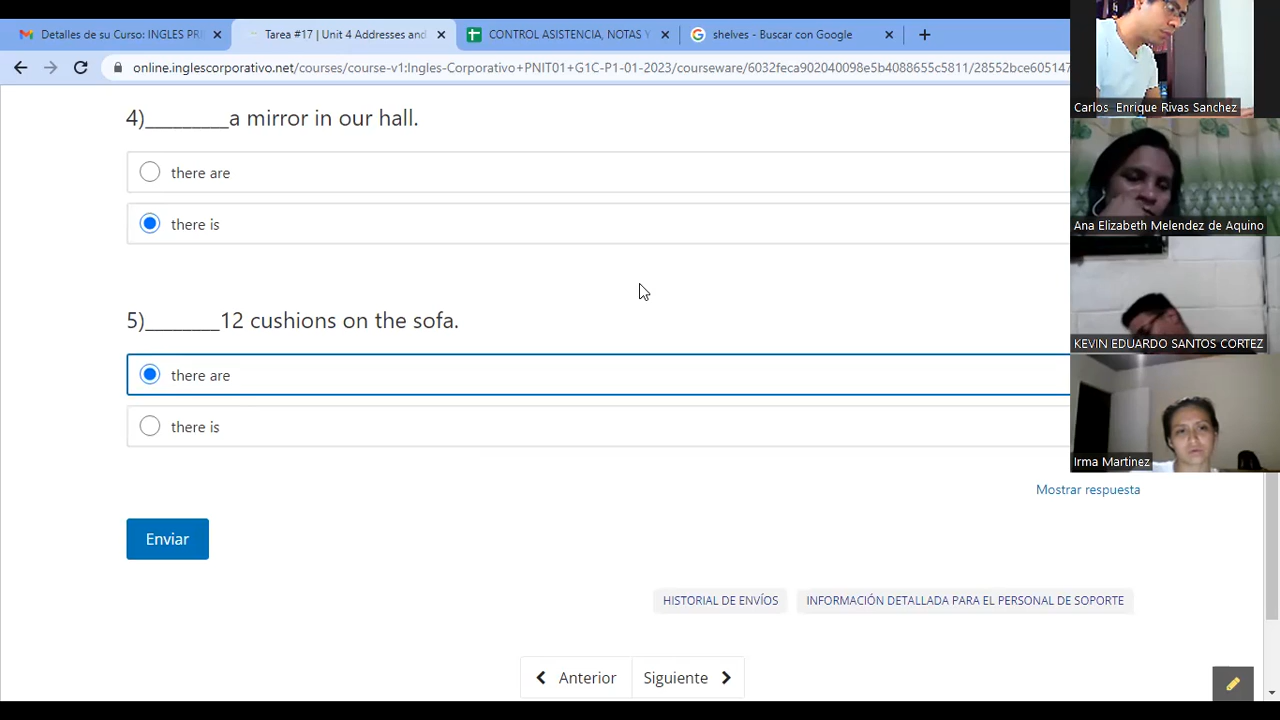 Detalles de su Curso: INGLES PRI
Tarea #17 | Unit 4 Addresses and
CONTROL ASISTENCIA, NOTAS Y
shelves - Buscar con Google
online.inglescorporativo.net/courses/course-v1:Ingles-Corporativo+PNIT01+G1C-P1-01-2023/courseware/6032feca902040098e5b4088655c5811/28552bce605147
4)_________a mirror in our hall.
there are
there is
5)________12 cushions on the sofa.
there are
there is
Mostrar respuesta
Enviar
HISTORIAL DE ENVÍOS
INFORMACIÓN DETALLADA PARA EL PERSONAL DE SOPORTE
Anterior
Siguiente
Carlos Enrique Rivas Sanchez
Ana Elizabeth Melendez de Aquino
KEVIN EDUARDO SANTOS CORTEZ
Irma Martinez